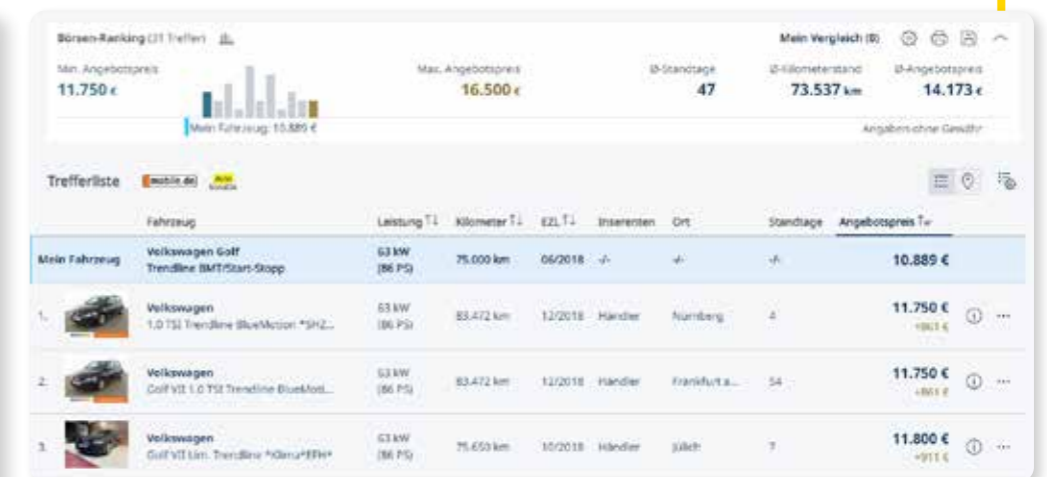 Börsen-Ranking (31 Treffer)
Mein Vergleich (0)
Min. Angebotspreis
Max. Angebotspreis
Ø-Standtage
Ø-Kilometerstand
Ø-Angebotspreis
11.750 €
16.500 €
47
73.537 km
14.173 €
Mein Fahrzeug: 10.889 €
Angaben ohne Gewähr
Trefferliste
mobile.de
Fahrzeug Leistung Kilometer EZL Inserenten Ort Standtage Angebotspreis
Mein Fahrzeug Volkswagen Golf 63 kW 75.000 km 06/2018 -/- -/- -/- 10.889 €
Trendline BMT/Start-Stopp (86 PS)
1. Volkswagen 63 kW 83.472 km 12/2018 Händler Nürnberg 4 11.750 €
1.0 TSI Trendline BlueMotion *SHZ... (86 PS) +861 €
2. Volkswagen 63 kW 83.472 km 12/2018 Händler Frankfurt a... 54 11.750 €
Golf VII 1.0 TSI Trendline BlueMoti... (86 PS) +861 €
3. Volkswagen 63 kW 75.650 km 10/2018 Händler Jülich 7 11.800 €
Golf VII Lim. Trendline *Klima*EFH* (86 PS) +911 €